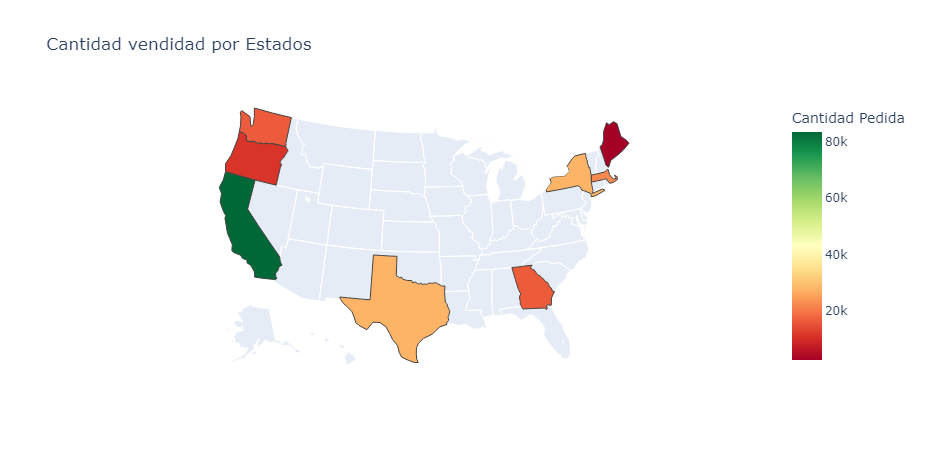 Cantidad vendidad por Estados
Cantidad Pedida
80k
60k
40k
20k